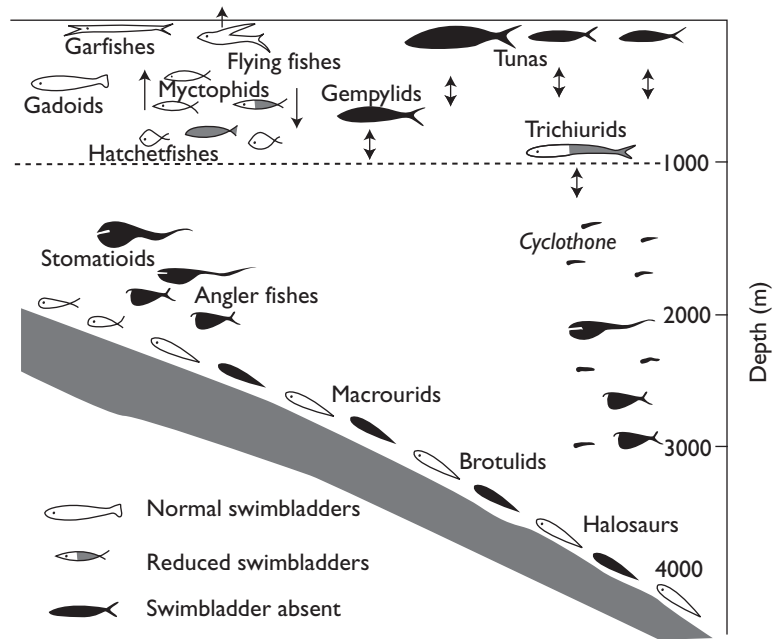 Garfishes
Flying fishes
Tunas
Gadoids
Myctophids
Gempylids
Trichiurids
Hatchetfishes
1000
Cyclothone
Stomatioids
Angler fishes
2000
Depth (m)
Macrourids
3000
Brotulids
Normal swimbladders
Halosaurs
Reduced swimbladders
4000
Swimbladder absent